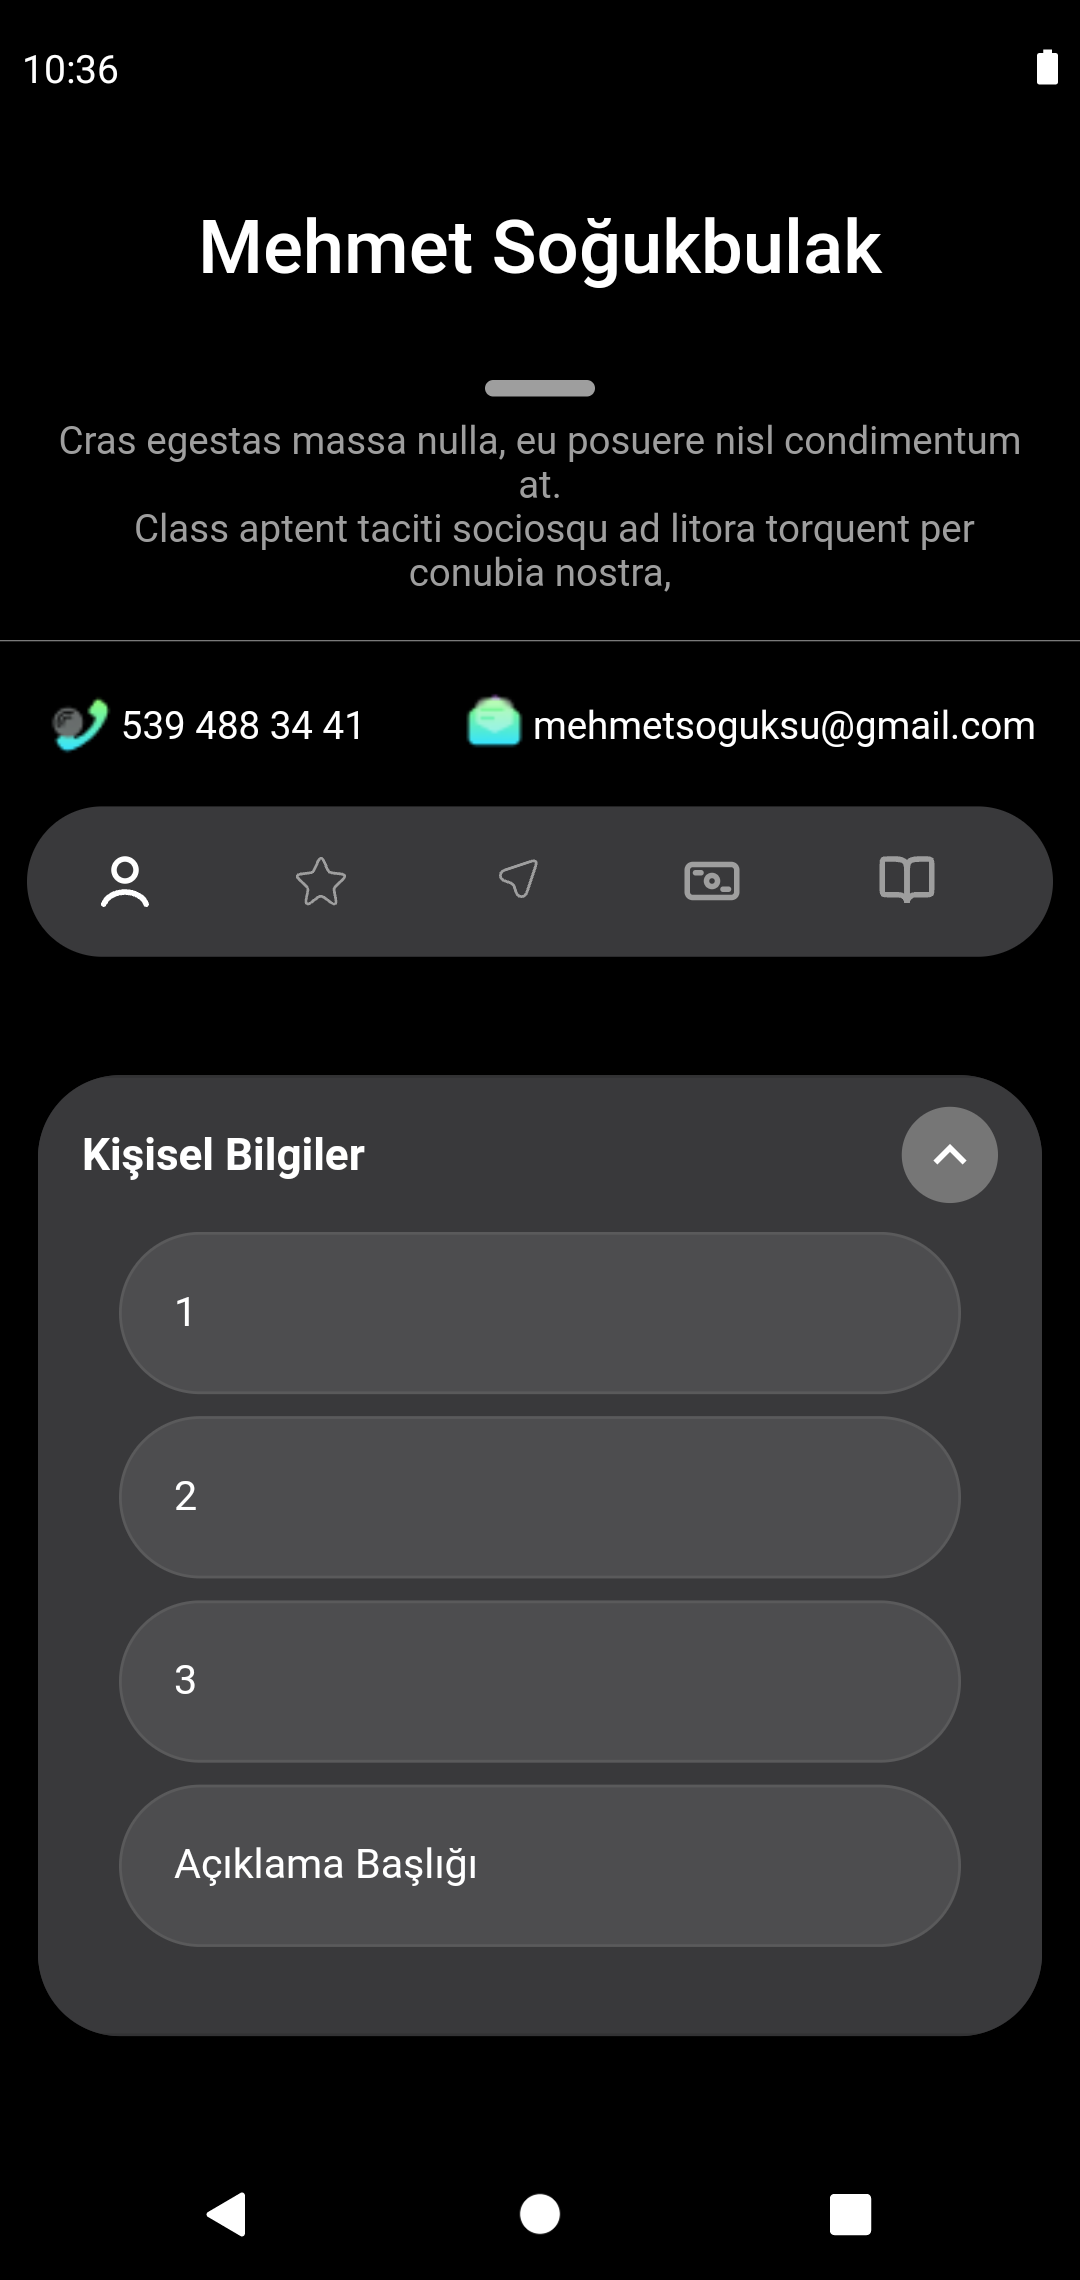 10:36
Mehmet Soğukbulak
Cras egestas massa nulla, eu posuere nisl condimentum
at.
Class aptent taciti sociosqu ad litora torquent per
conubia nostra,
539 488 34 41
mehmetsoguksu@gmail.com
Kişisel Bilgiler
1
2
3
Açıklama Başlığı